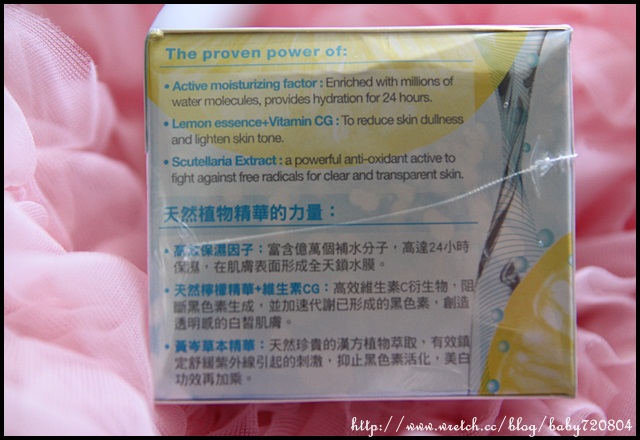 The proven power of:
• Active moisturizing factor : Enriched with millions of
water molecules, provides hydration for 24 hours.
• Lemon essence+Vitamin CG : To reduce skin dullness
and lighten skin tone.
• Scutellaria Extract : a powerful anti-oxidant active to
fight against free radicals for clear and transparent skin.
天然植物精華的力量：
• 高效保濕因子：富含億萬個補水分子，高達24小時
保濕，在肌膚表面形成全天鎖水膜。
• 天然檸檬精華+維生素CG：高效維生素C衍生物，阻
斷黑色素生成，並加速代謝已形成的黑色素，創造
透明感的白皙肌膚。
• 黃岑草本精華：天然珍貴的漢方植物萃取，有效鎮
定舒緩紫外線引起的刺激，抑止黑色素活化，美白
功效再加乘。
http://www.wretch.cc/blog/baby720804